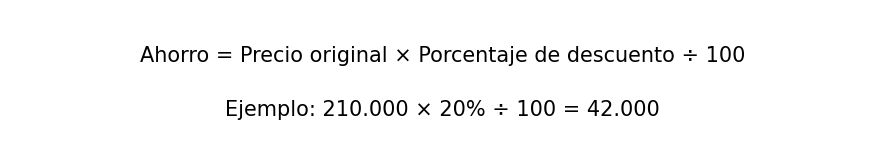 Ahorro = Precio original × Porcentaje de descuento ÷ 100
Ejemplo: 210.000 × 20% ÷ 100 = 42.000